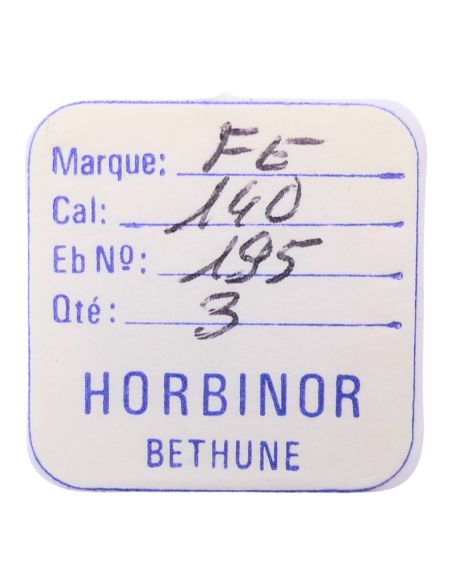 Marque: FE
Cal: 140
Eb Nº: 195
Qté: 3
HORBINOR
BETHUNE